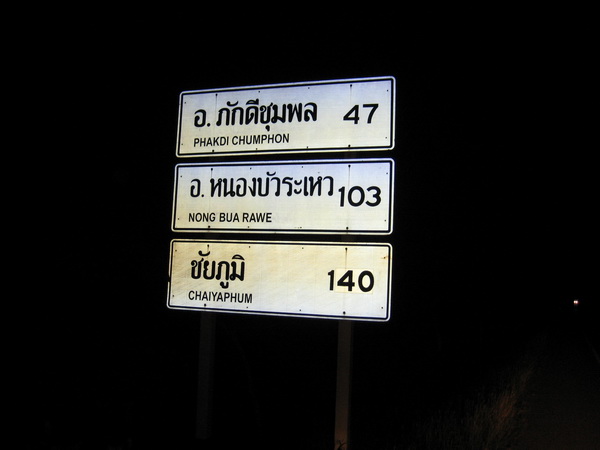 อ. ภักดีชุมพล 47
PHAKDI CHUMPHON
อ. หนองบัวระเหว 103
NONG BUA RAWE
ชัยภูมิ 140
CHAIYAPHUM